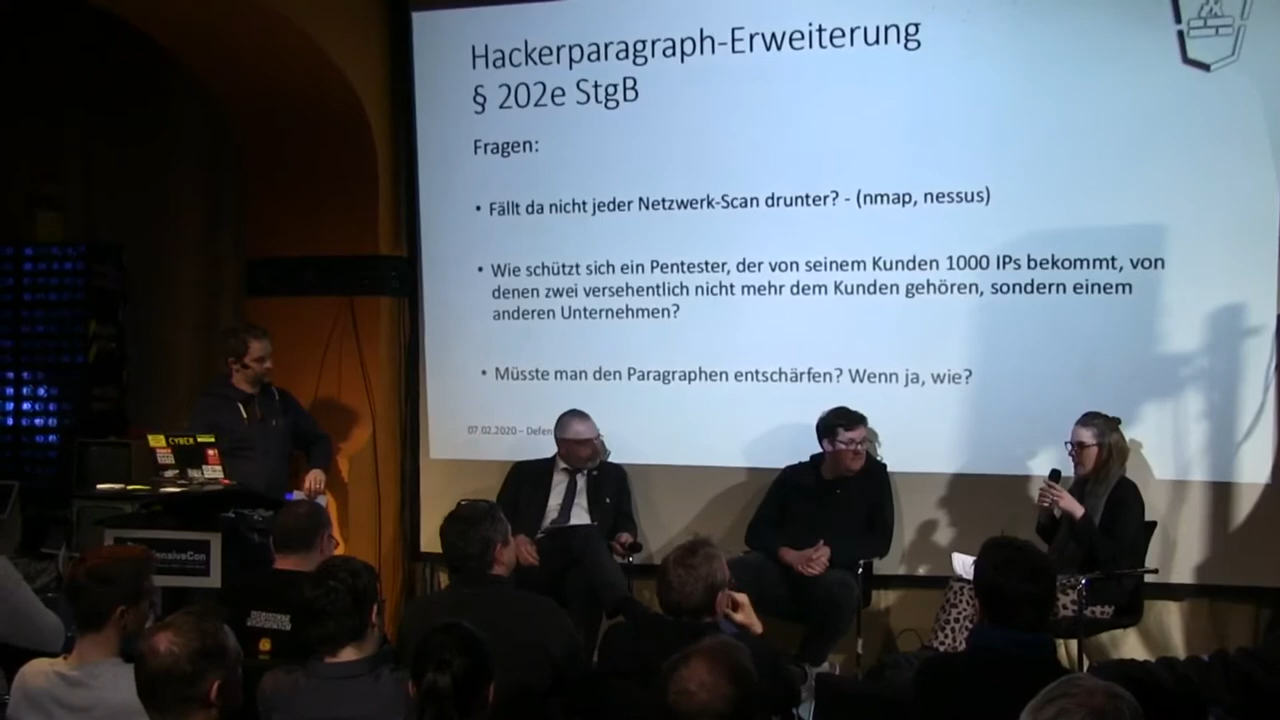 Hackerparagraph-Erweiterung
§ 202e StgB
Fragen:
• Fällt da nicht jeder Netzwerk-Scan drunter? - (nmap, nessus)
• Wie schützt sich ein Pentester, der von seinem Kunden 1000 IPs bekommt, von
denen zwei versehentlich nicht mehr dem Kunden gehören, sondern einem
anderen Unternehmen?
• Müsste man den Paragraphen entschärfen? Wenn ja, wie?
07.02.2020 – Defen
CYBER
ensiveCon